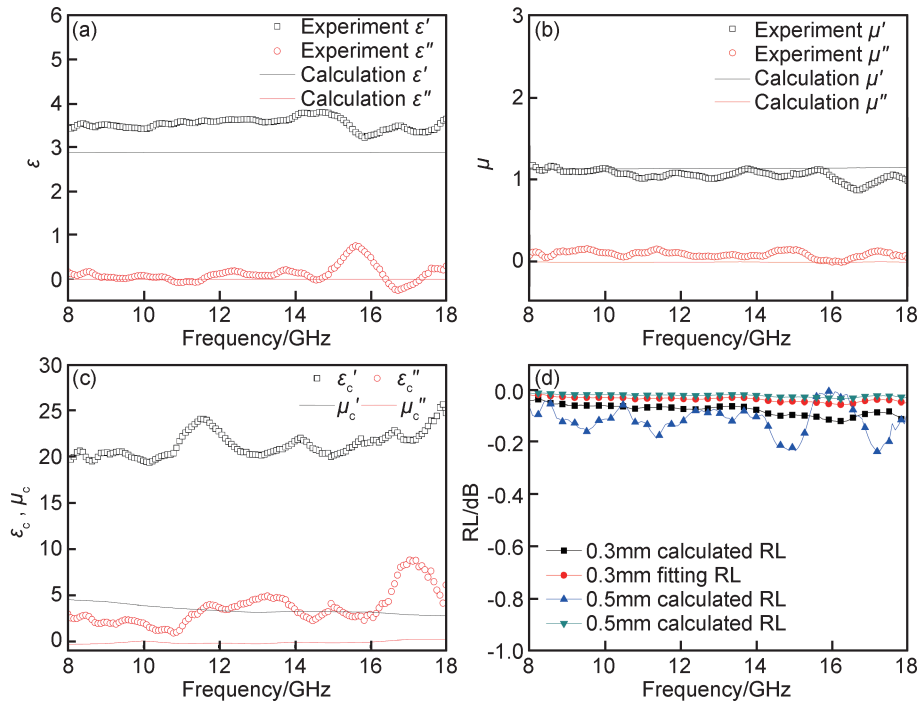 (a)
Experiment ε′
Experiment ε″
Calculation ε′
Calculation ε″
6
5
4
3
2
1
0
ε
8 10 12 14 16 18
Frequency/GHz
(b)
Experiment μ′
Experiment μ″
Calculation μ′
Calculation μ″
3
2
1
0
μ
8 10 12 14 16 18
Frequency/GHz
(c)
εc′ εc″
μc′ μc″
30
25
20
15
10
5
0
εc , μc
8 10 12 14 16 18
Frequency/GHz
(d)
0.0
-0.2
-0.4
-0.6
-0.8
-1.0
RL/dB
0.3mm calculated RL
0.3mm fitting RL
0.5mm calculated RL
0.5mm calculated RL
8 10 12 14 16 18
Frequency/GHz